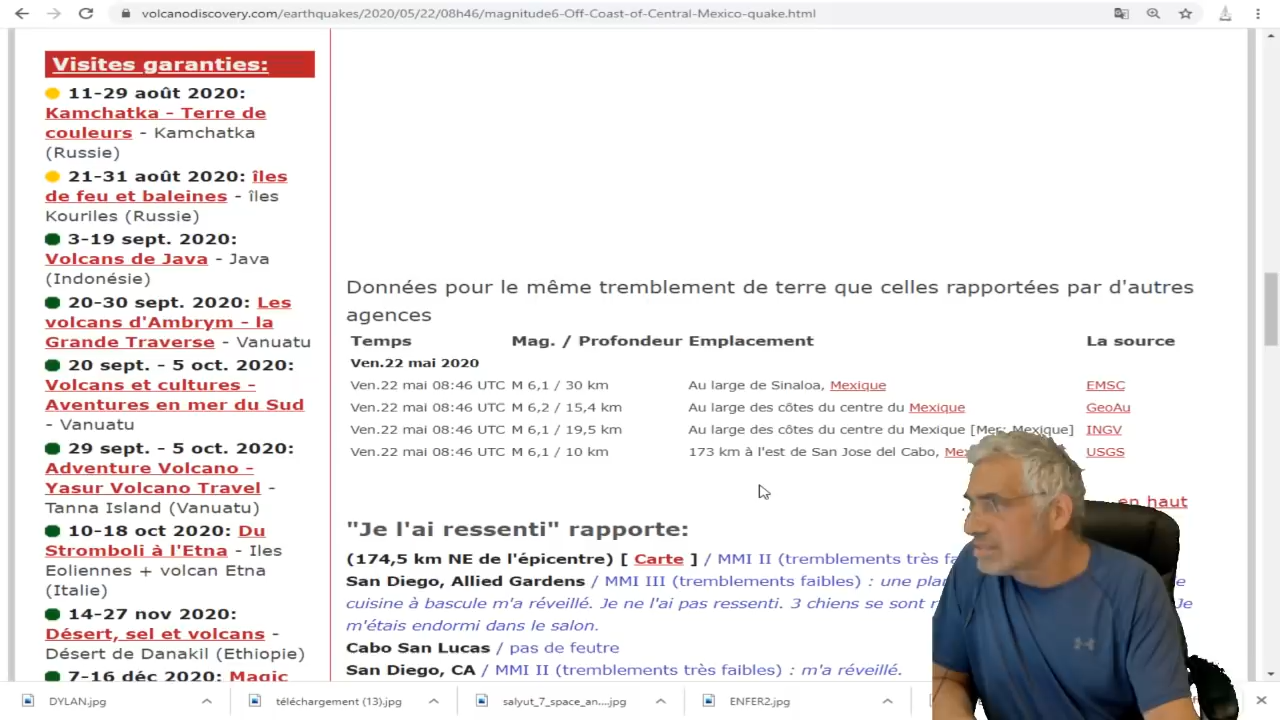 volcanodiscovery.com/earthquakes/2020/05/22/08h46/magnitude6-Off-Coast-of-Central-Mexico-quake.html
Visites garanties:
11-29 août 2020:
Kamchatka - Terre de
couleurs - Kamchatka
(Russie)
21-31 août 2020: îles
de feu et baleines - îles
Kouriles (Russie)
3-19 sept. 2020:
Volcans de Java - Java
(Indonésie)
20-30 sept. 2020: Les
volcans d'Ambrym - la
Grande Traverse - Vanuatu
20 sept. - 5 oct. 2020:
Volcans et cultures -
Aventures en mer du Sud
- Vanuatu
29 sept. - 5 oct. 2020:
Adventure Volcano -
Yasur Volcano Travel -
Tanna Island (Vanuatu)
10-18 oct 2020: Du
Stromboli à l'Etna - Iles
Eoliennes + volcan Etna
(Italie)
14-27 nov 2020:
Désert, sel et volcans -
Désert de Danakil (Ethiopie)
7-16 déc 2020: Magic
Données pour le même tremblement de terre que celles rapportées par d'autres
agences
Temps Mag. / Profondeur Emplacement La source
Ven.22 mai 2020
Ven.22 mai 08:46 UTC M 6,1 / 30 km Au large de Sinaloa, Mexique EMSC
Ven.22 mai 08:46 UTC M 6,2 / 15,4 km Au large des côtes du centre du Mexique GeoAu
Ven.22 mai 08:46 UTC M 6,1 / 19,5 km Au large des côtes du centre du Mexique [Mer: Mexique] INGV
Ven.22 mai 08:46 UTC M 6,1 / 10 km 173 km à l'est de San Jose del Cabo, USGS
en haut
"Je l'ai ressenti" rapporte:
(174,5 km NE de l'épicentre) [ Carte ] / MMI II (tremblements très
San Diego, Allied Gardens / MMI III (tremblements faibles) : une
cuisine à bascule m'a réveillé. Je ne l'ai pas ressenti. 3 chiens se sont Je
m'étais endormi dans le salon.
Cabo San Lucas / pas de feutre
San Diego, CA / MMI II (tremblements très faibles) : m'a réveillé.
DYLAN.jpg téléchargement (13).jpg salyut_7_space_an....jpg ENFER2.jpg